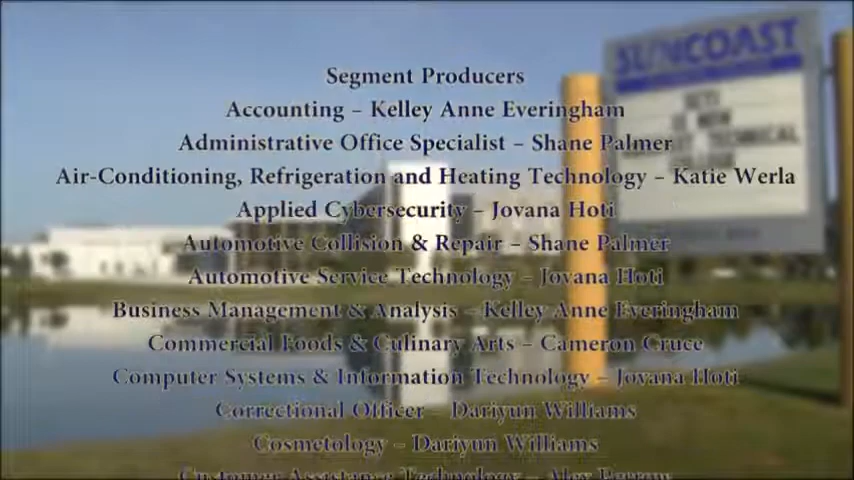 SUNCOAST
Segment Producers
Accounting – Kelley Anne Everingham
Administrative Office Specialist – Shane Palmer
Air-Conditioning, Refrigeration and Heating Technology – Katie Werla
Applied Cybersecurity – Jovana Hoti
Automotive Collision & Repair – Shane Palmer
Automotive Service Technology – Jovana Hoti
Business Management & Analysis – Kelley Anne Everingham
Commercial Foods & Culinary Arts – Cameron Cruce
Computer Systems & Information Technology – Jovana Hoti
Correctional Officer – Dariyun Williams
Cosmetology – Dariyun Williams
Customer Assistance Technology –